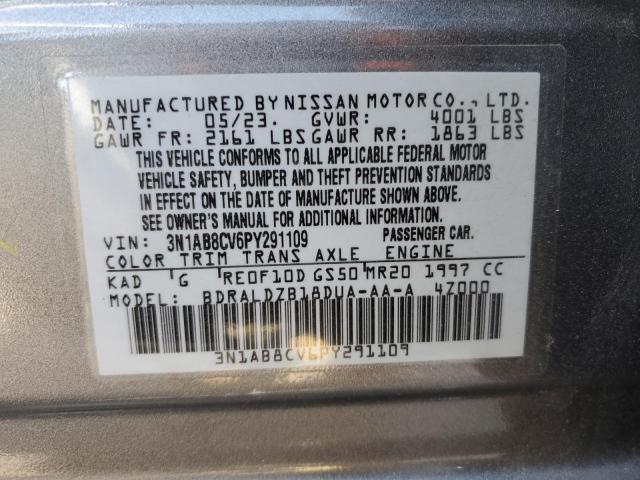 MANUFACTURED BY NISSAN MOTOR CO., LTD.
DATE: 05/23. GVWR: 4001 LBS
GAWR FR: 2161 LBS GAWR RR: 1863 LBS
THIS VEHICLE CONFORMS TO ALL APPLICABLE FEDERAL MOTOR
VEHICLE SAFETY, BUMPER AND THEFT PREVENTION STANDARDS
IN EFFECT ON THE DATE OF MANUFACTURE SHOWN ABOVE.
SEE OWNER'S MANUAL FOR ADDITIONAL INFORMATION.
VIN: 3N1AB8CV6PY291109 PASSENGER CAR.
COLOR TRIM TRANS AXLE ENGINE
KAD G RE0F10D GS50 MR20 1997 CC
MODEL: BDRALDZB18DUA-AA-A 4Z000
3N1AB8CV6PY291109